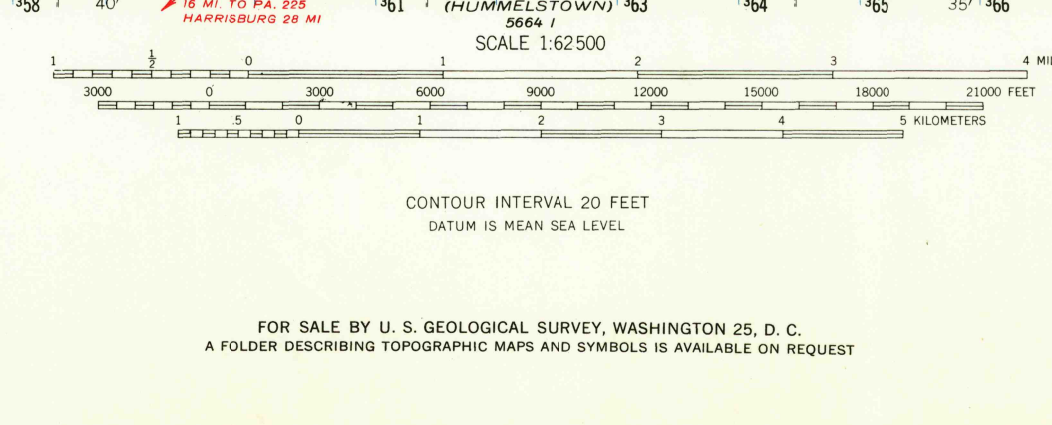 358 40' 16 MI. TO PA. 225 361 (HUMMELSTOWN) 363 364 365 35' 366
HARRISBURG 28 MI
5664 I
SCALE 1:62500
1 ½ 0 1 2 3 4
3000 0 3000 6000 9000 12000 15000 18000 21000 FEET
1 .5 0 1 2 3 4 5 KILOMETERS
CONTOUR INTERVAL 20 FEET
DATUM IS MEAN SEA LEVEL
FOR SALE BY U. S. GEOLOGICAL SURVEY, WASHINGTON 25, D. C.
A FOLDER DESCRIBING TOPOGRAPHIC MAPS AND SYMBOLS IS AVAILABLE ON REQUEST